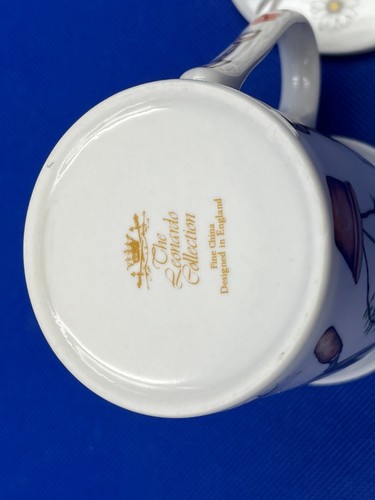 The
Leonardo
Collection
Fine China
Designed in England